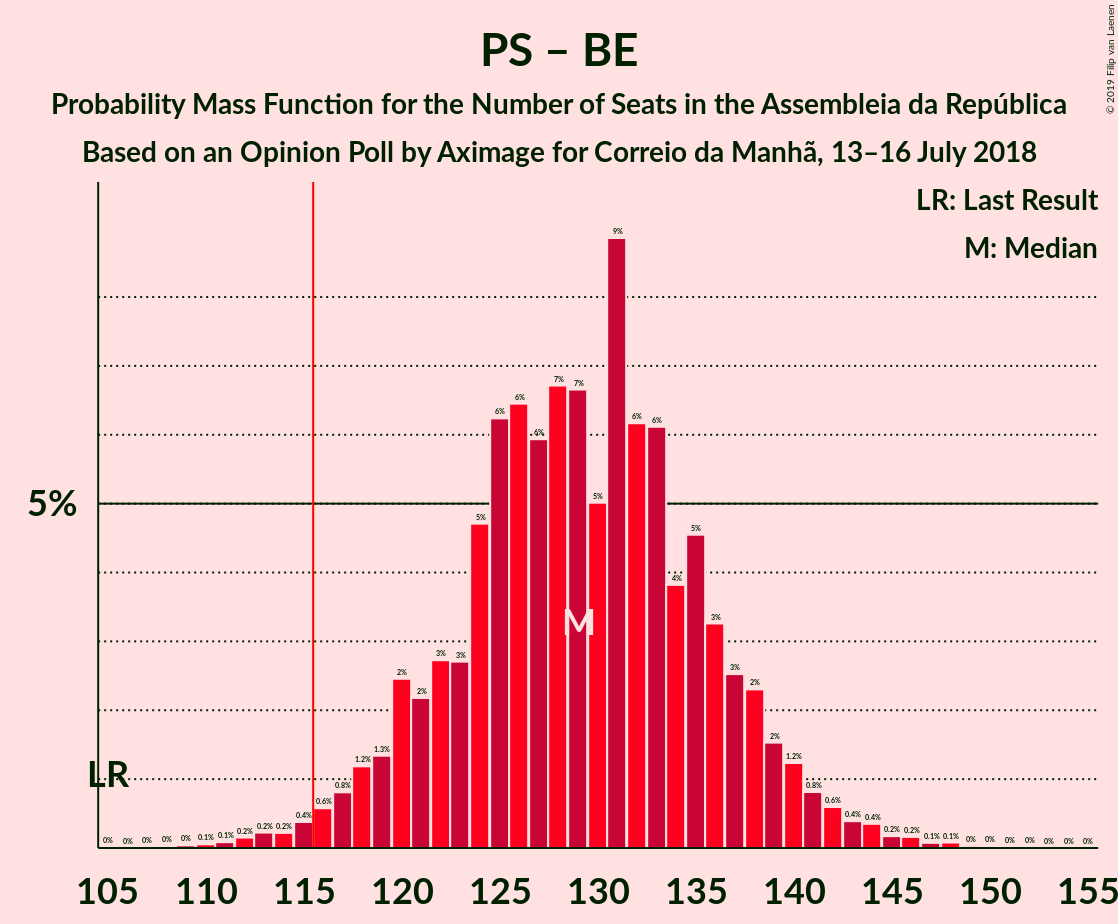 © 2019 Filip van Laenen
PS – BE
Probability Mass Function for the Number of Seats in the Assembleia da República
Based on an Opinion Poll by Aximage for Correio da Manhã, 13–16 July 2018
LR: Last Result
M: Median
5%
LR
M
0% 0% 0% 0% 0% 0.1% 0.1% 0.2% 0.2% 0.2% 0.4% 0.6% 0.8% 1.2% 1.3% 2% 2% 3% 3% 5% 6% 6% 6% 7% 7% 5% 9% 6% 6% 4% 5% 3% 3% 2% 2% 1.2% 0.8% 0.6% 0.4% 0.4% 0.2% 0.2% 0.1% 0.1% 0% 0% 0% 0% 0% 0% 0%
105 110 115 120 125 130 135 140 145 150 155